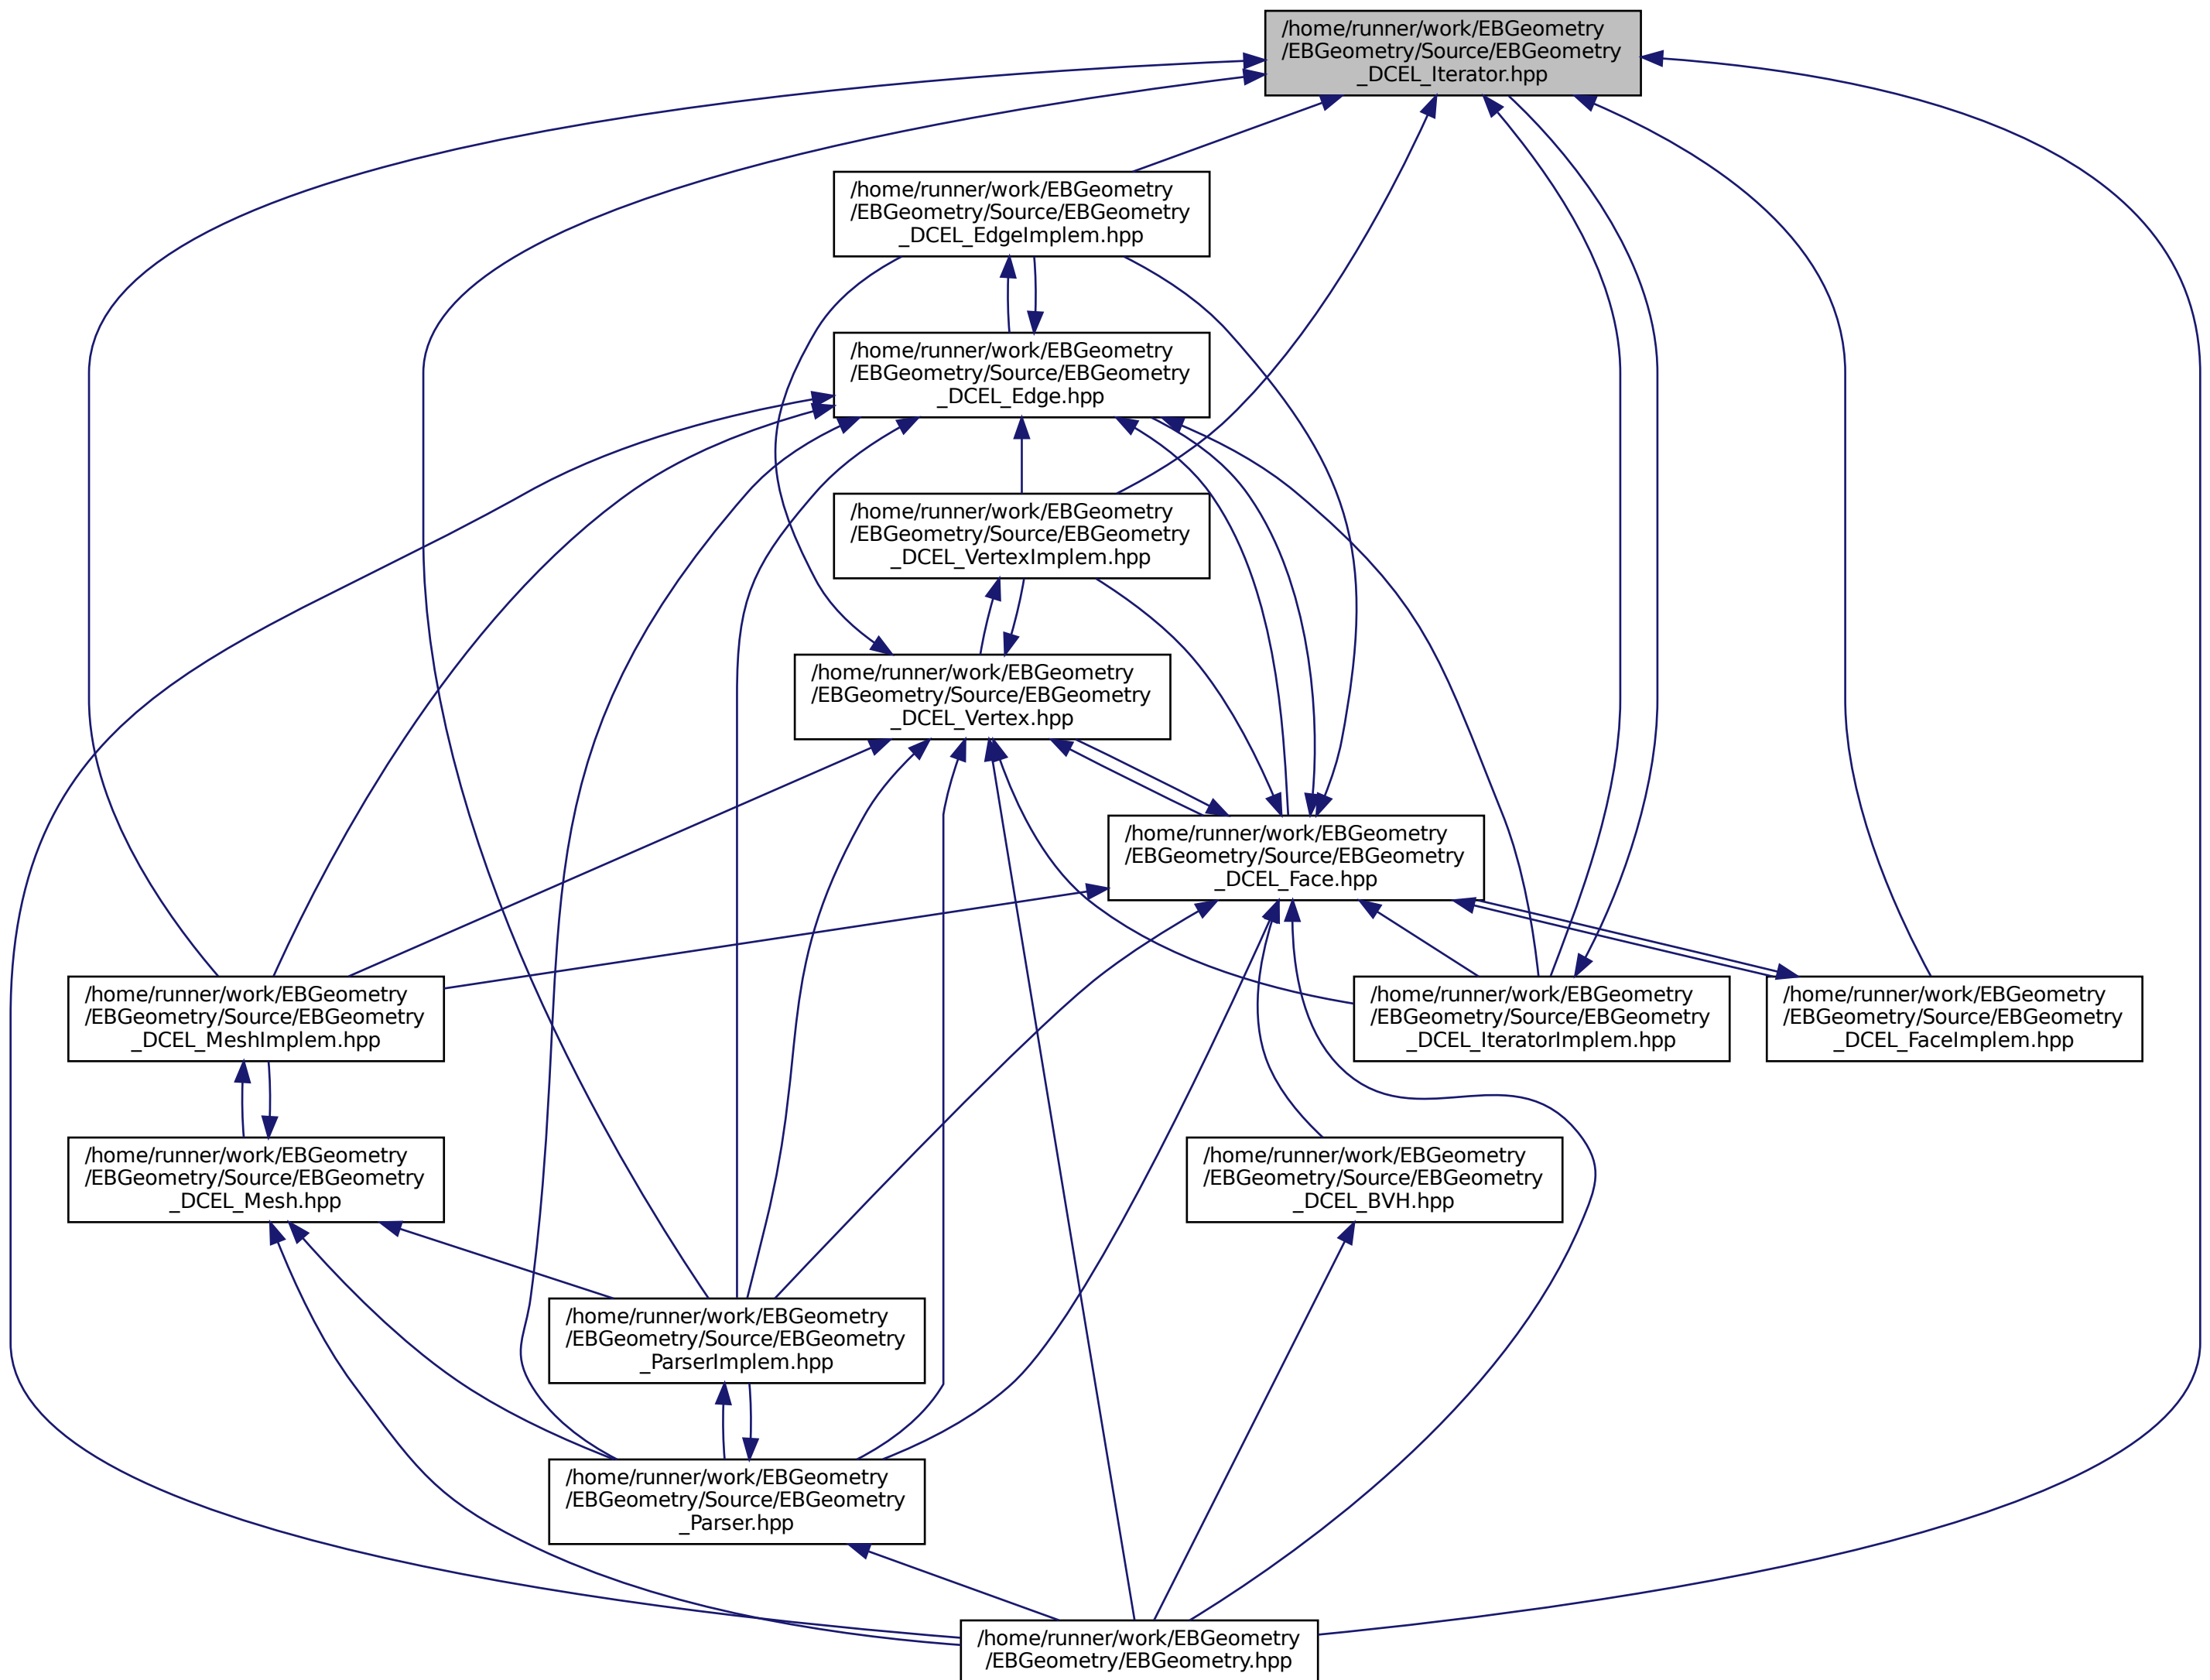 /home/runner/work/EBGeometry
/EBGeometry/Source/EBGeometry
_DCEL_Iterator.hpp
/home/runner/work/EBGeometry
/EBGeometry/Source/EBGeometry
_DCEL_EdgeImplem.hpp
/home/runner/work/EBGeometry
/EBGeometry/Source/EBGeometry
_DCEL_Edge.hpp
/home/runner/work/EBGeometry
/EBGeometry/Source/EBGeometry
_DCEL_VertexImplem.hpp
/home/runner/work/EBGeometry
/EBGeometry/Source/EBGeometry
_DCEL_Vertex.hpp
/home/runner/work/EBGeometry
/EBGeometry/Source/EBGeometry
_DCEL_Face.hpp
/home/runner/work/EBGeometry
/EBGeometry/Source/EBGeometry
_DCEL_MeshImplem.hpp
/home/runner/work/EBGeometry
/EBGeometry/Source/EBGeometry
_DCEL_IteratorImplem.hpp
/home/runner/work/EBGeometry
/EBGeometry/Source/EBGeometry
_DCEL_FaceImplem.hpp
/home/runner/work/EBGeometry
/EBGeometry/Source/EBGeometry
_DCEL_Mesh.hpp
/home/runner/work/EBGeometry
/EBGeometry/Source/EBGeometry
_DCEL_BVH.hpp
/home/runner/work/EBGeometry
/EBGeometry/Source/EBGeometry
_ParserImplem.hpp
/home/runner/work/EBGeometry
/EBGeometry/Source/EBGeometry
_Parser.hpp
/home/runner/work/EBGeometry
/EBGeometry/EBGeometry.hpp